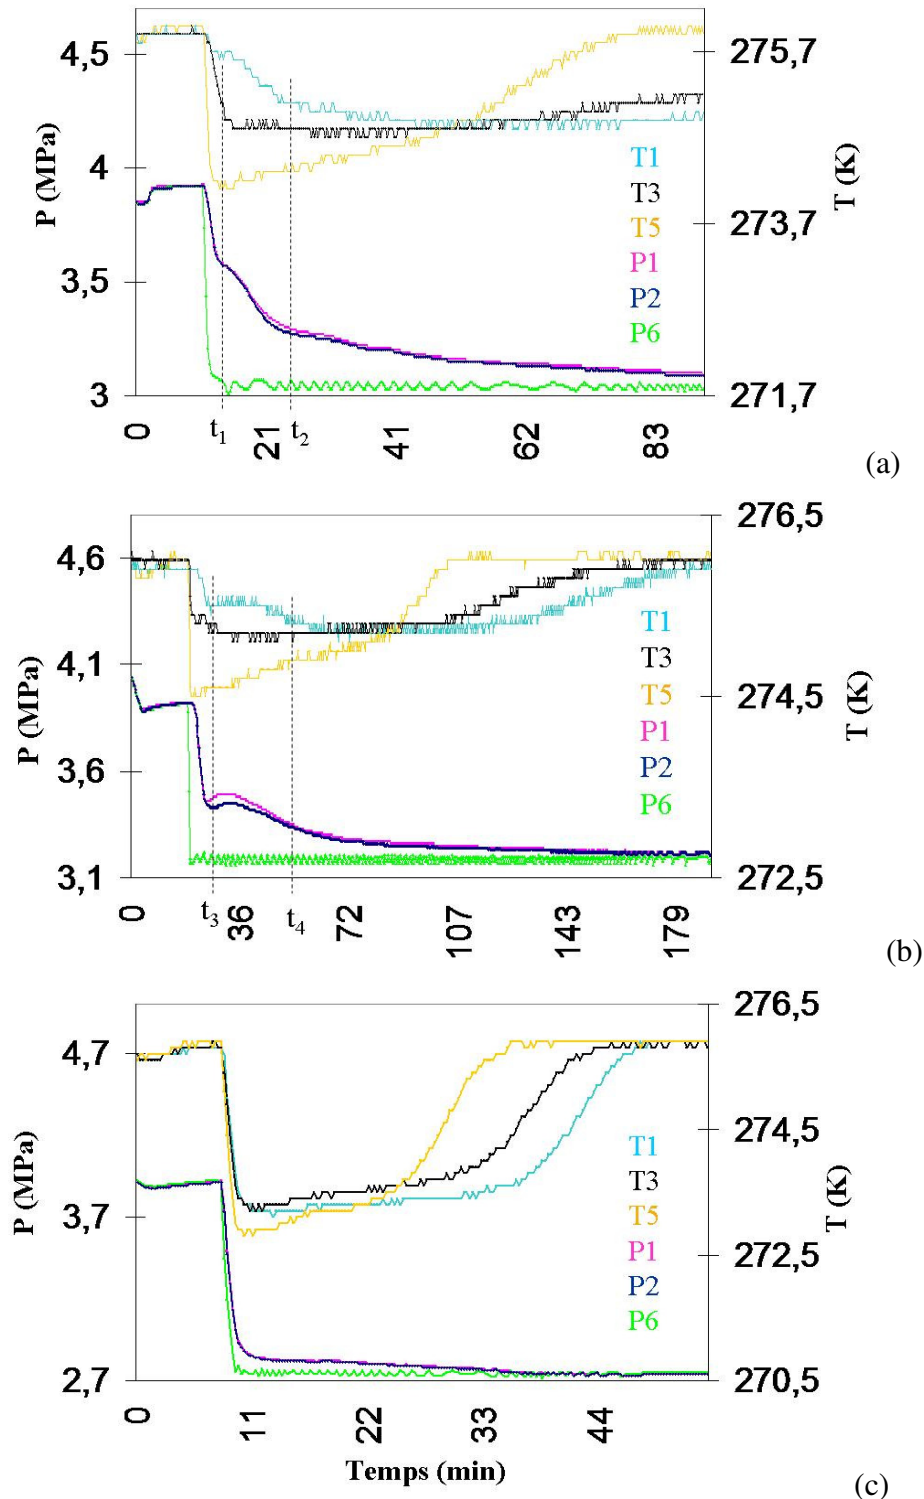 4,5
4
3,5
3
P (MPa)
275,7
273,7
271,7
T (K)
T1
T3
T5
P1
P2
P6
0
t1
21
t2
41
62
83
(a)
4,6
4,1
3,6
3,1
P (MPa)
276,5
274,5
272,5
T (K)
T1
T3
T5
P1
P2
P6
0
t3
36
t4
72
107
143
179
(b)
4,7
3,7
2,7
P (MPa)
276,5
274,5
272,5
270,5
T (K)
T1
T3
T5
P1
P2
P6
0
11
22
33
44
Temps (min)
(c)